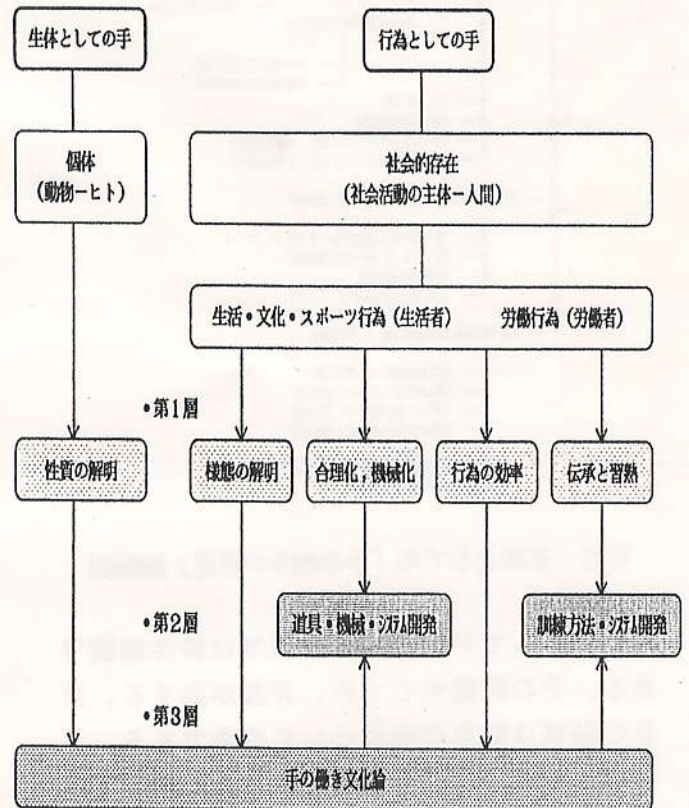 生体としての手
行為としての手
個体
(動物ーヒト)
社会的存在
(社会活動の主体ー人間)
生活・文化・スポーツ行為(生活者) 労働行為(労働者)
•第1層
性質の解明
様態の解明
合理化,機械化
行為の効率
伝承と習熟
•第2層
道具・機械・システム開発
訓練方法・システム開発
•第3層
手の働き文化論